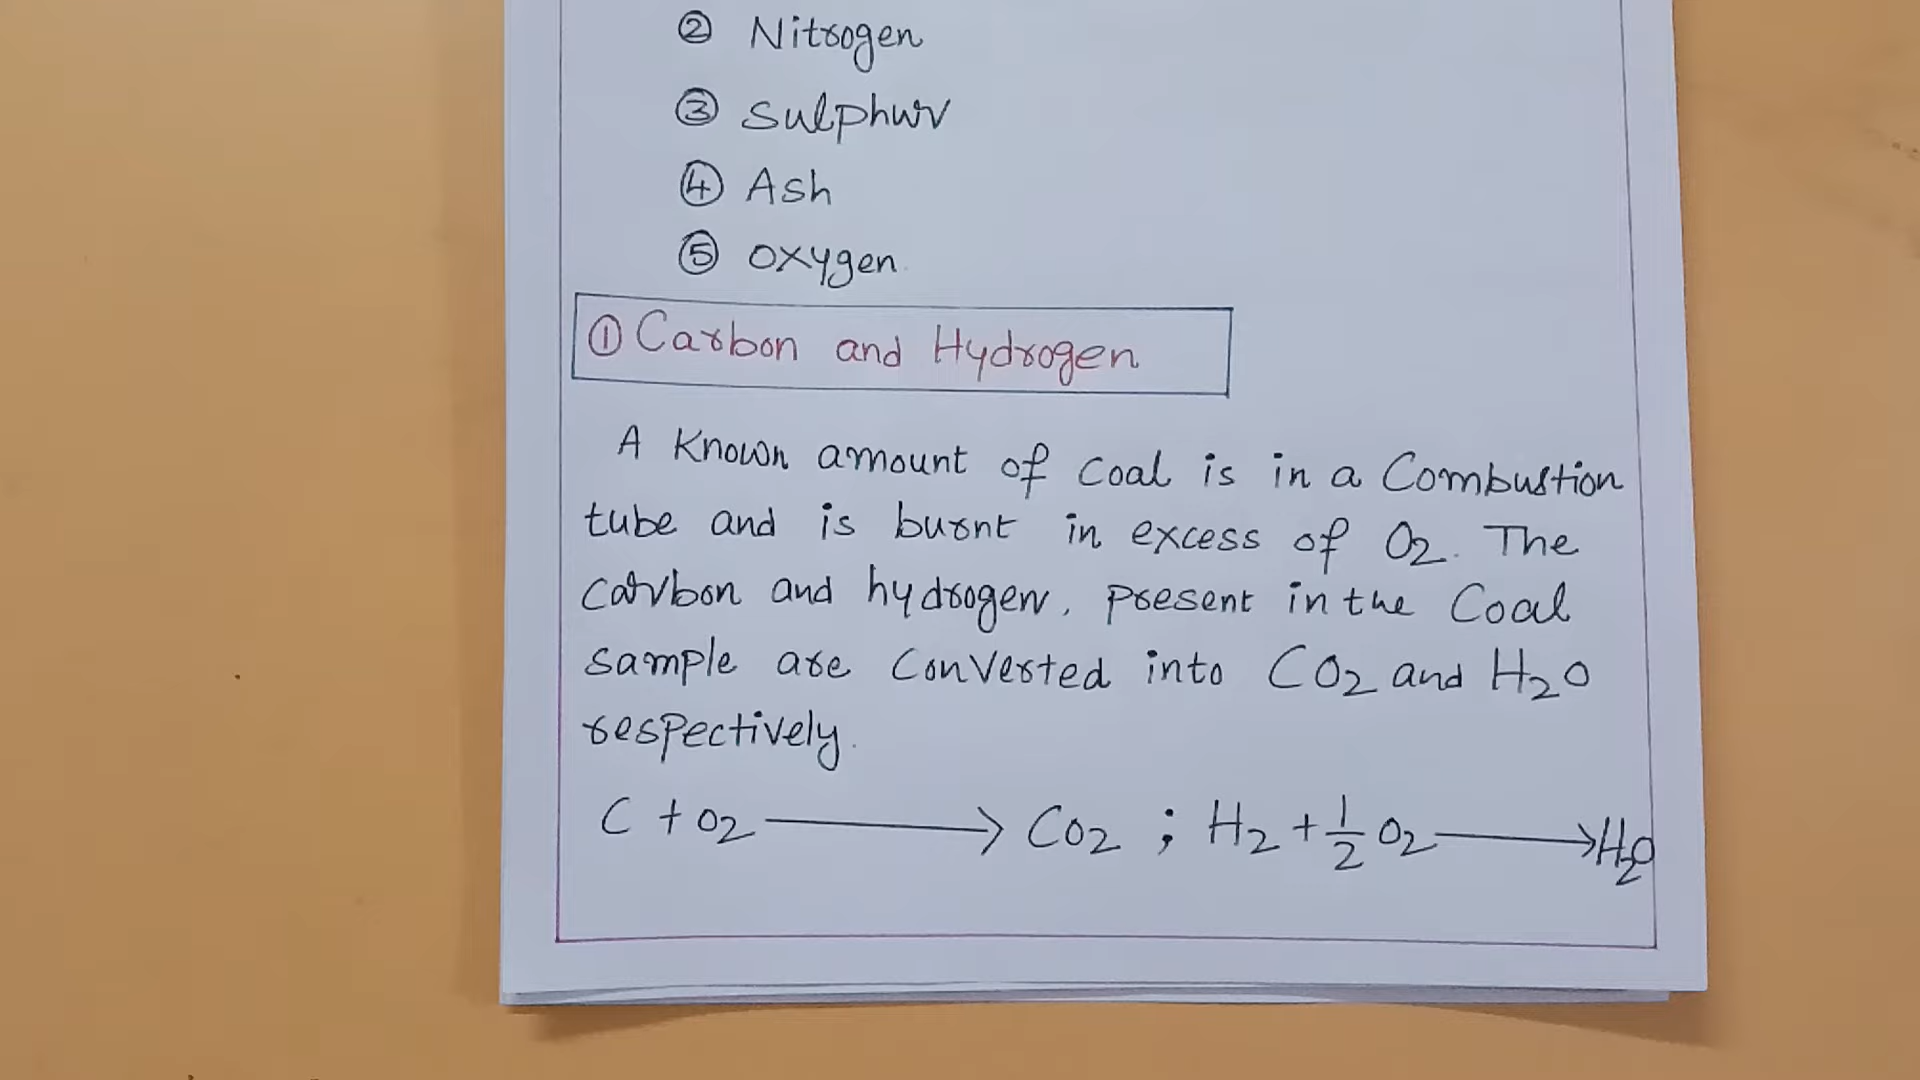 ② Nitrogen
③ Sulphur
④ Ash
⑤ Oxygen
① Carbon and Hydrogen
A Known amount of Coal is in a Combustion
tube and is burnt in excess of O2. The
carbon and hydrogen, present in the Coal
sample are Converted into CO2 and H2O
respectively.
C + O2 ⟶ CO2 ; H2 + 1/2 O2 ⟶ H2O